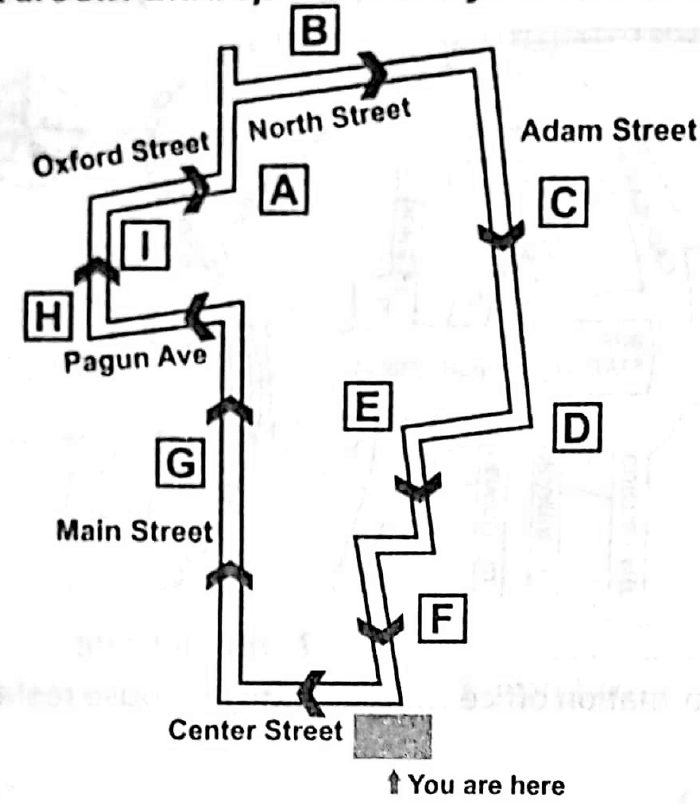 B
North Street
Oxford Street
Adam Street
A
C
I
H
Pagun Ave
E
D
G
Main Street
F
Center Street
You are here